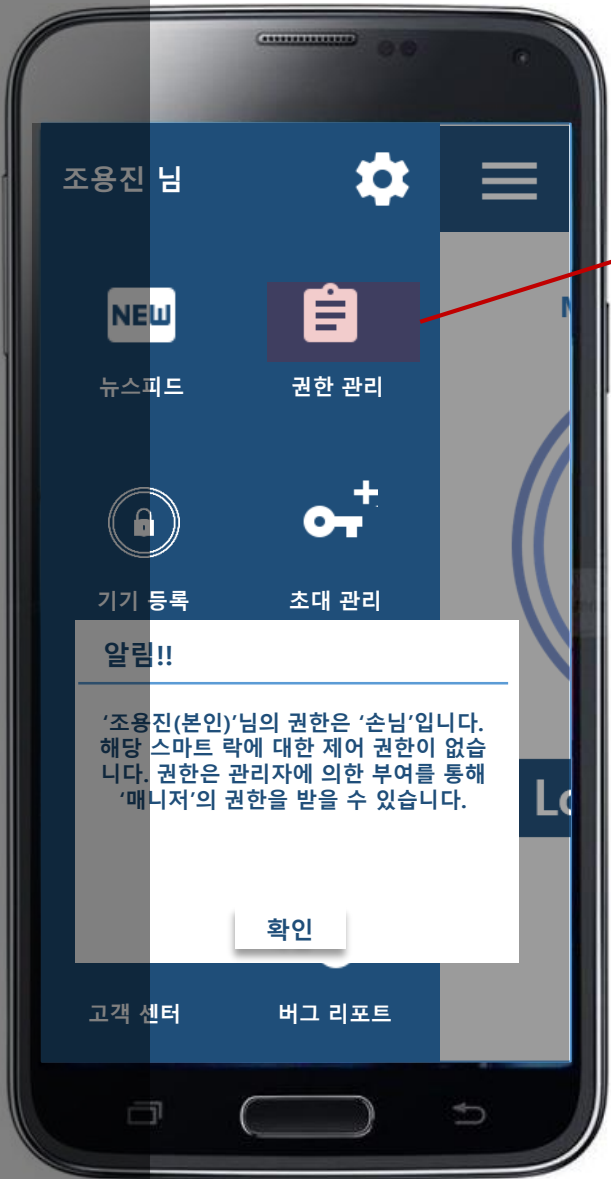 조용진 님
NEW
뉴스피드
권한 관리
기기 등록
초대 관리
알림!!
‘조용진(본인)’님의 권한은 ‘손님’입니다.
해당 스마트 락에 대한 제어 권한이 없습
니다. 권한은 관리자에 의한 부여를 통해
‘매니저’의 권한을 받을 수 있습니다.
확인
고객 센터
버그 리포트